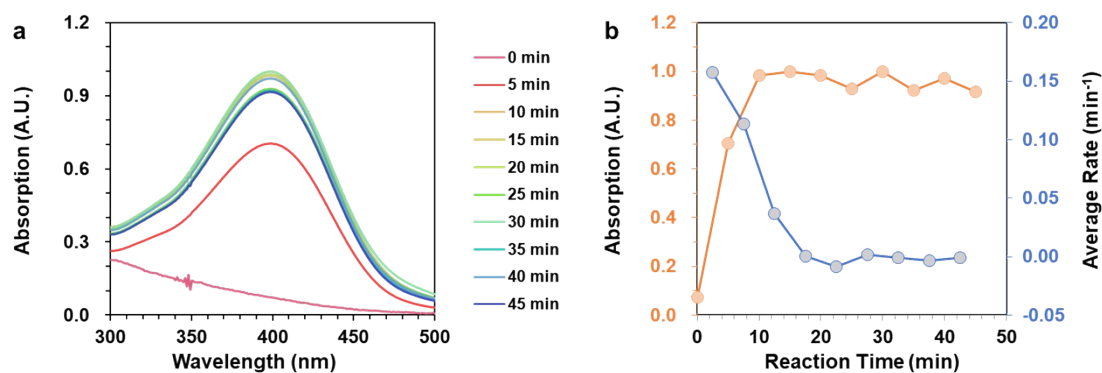 a
1.2
0.9
0.6
0.3
0.0
Absorption (A.U.)
300
350
400
450
500
Wavelength (nm)
0 min
5 min
10 min
15 min
20 min
25 min
30 min
35 min
40 min
45 min
b
1.2
1.0
0.8
0.6
0.4
0.2
0.0
Absorption (A.U.)
0
10
20
30
40
50
Reaction Time (min)
0.20
0.15
0.10
0.05
0.00
-0.05
Average Rate (min⁻¹)